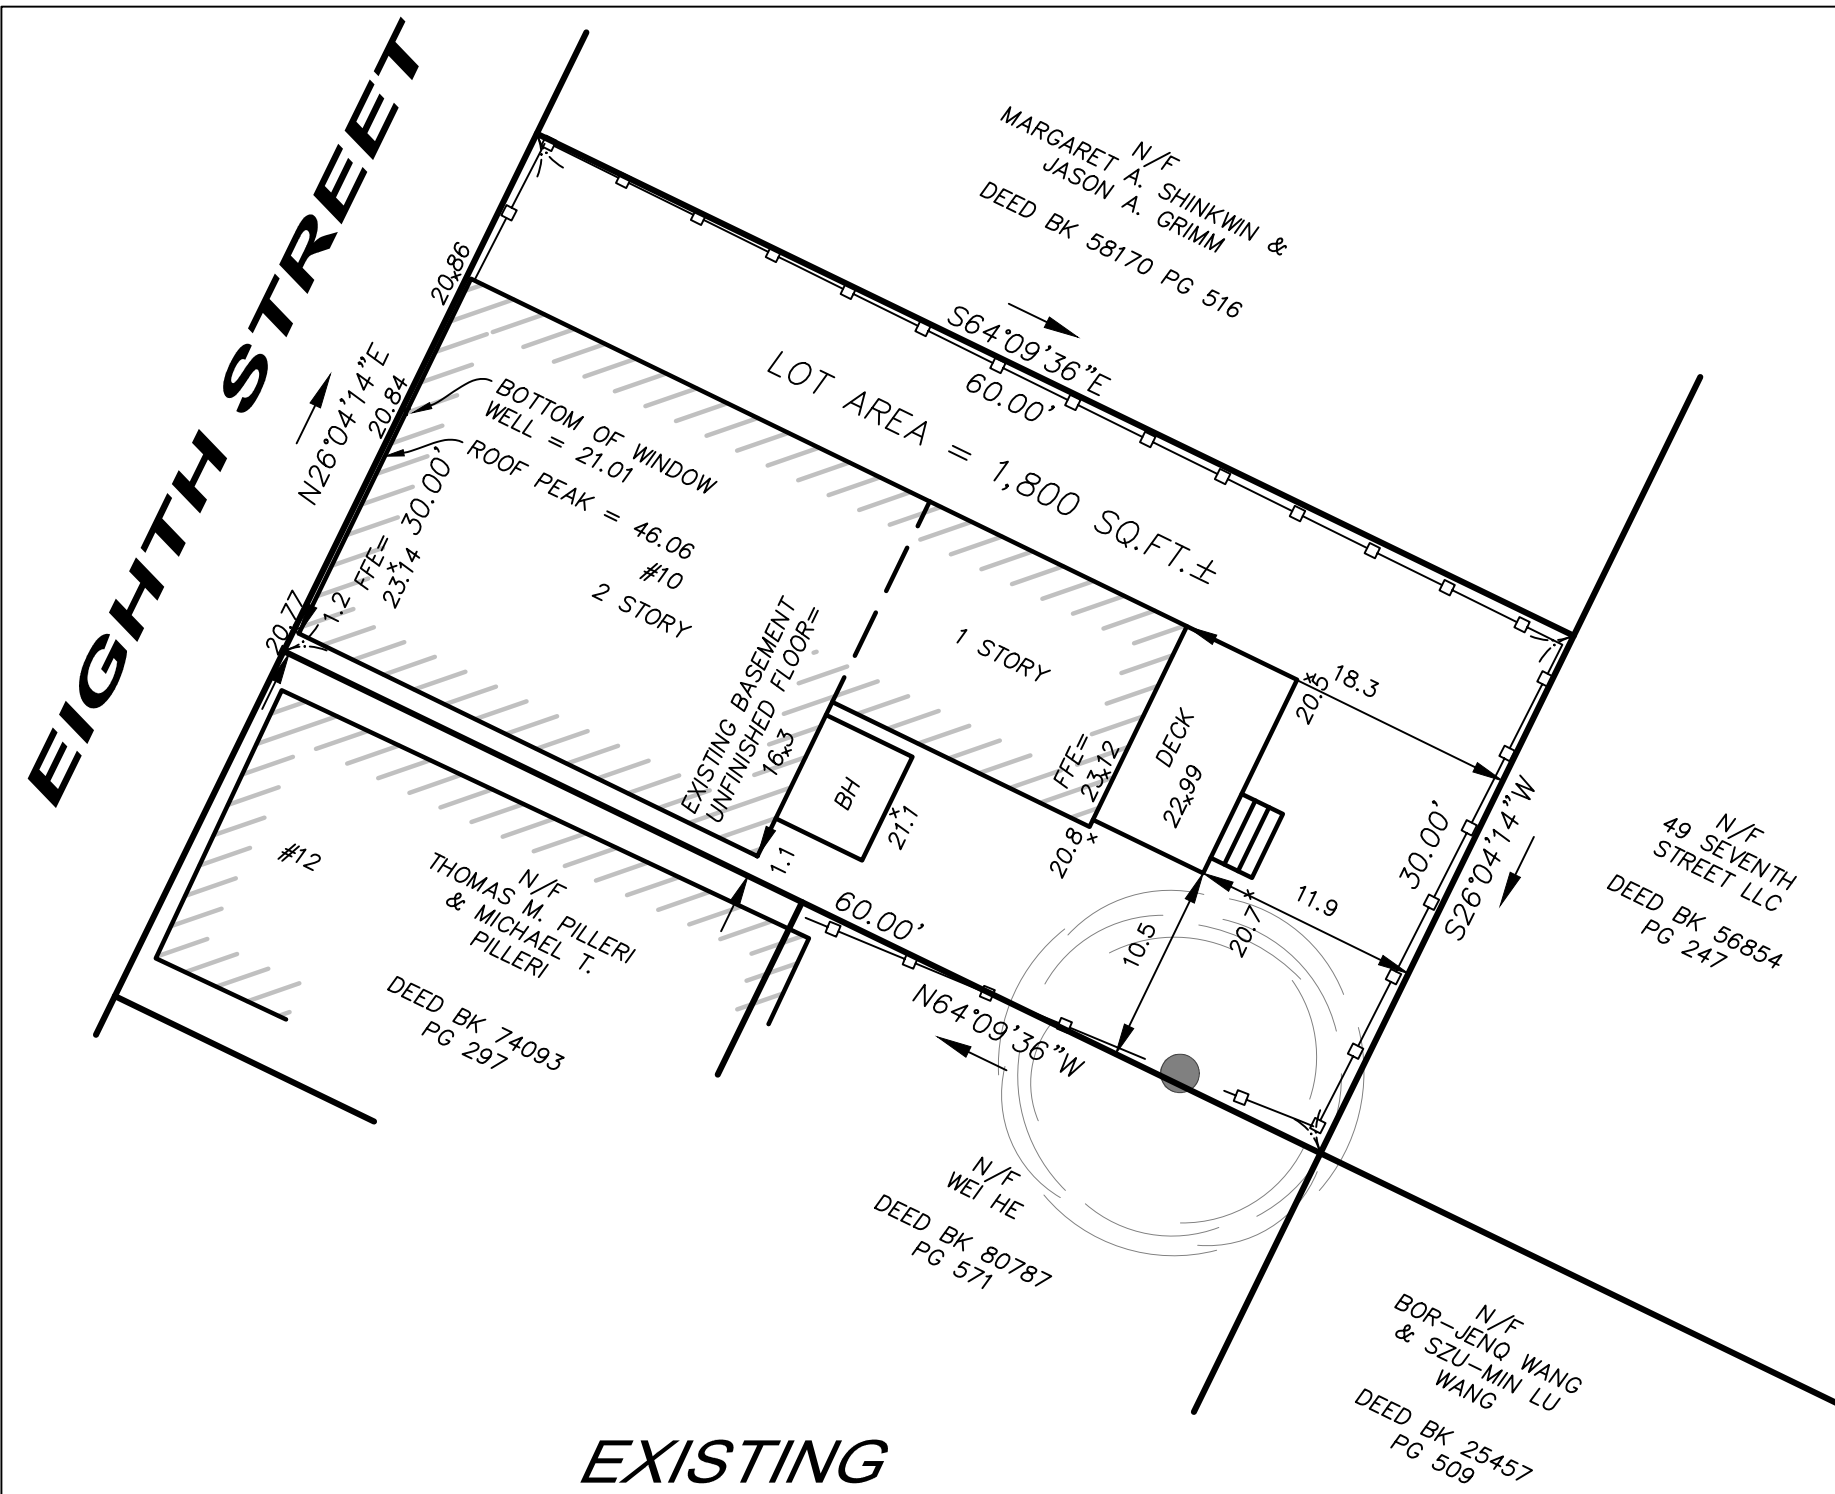 EIGHTH STREET
N/F
MARGARET A. SHINKWIN &
JASON A. GRIMM
DEED BK 58170 PG 516
S64°09'36"E
60.00'
LOT AREA = 1,800 SQ.FT.±
20.86
N26°04'14"E
20.84
30.00'
BOTTOM OF WINDOW
WELL = 21.01
ROOF PEAK = 46.06
#10
2 STORY
FFE=
23.14
1.2
20.77
EXISTING BASEMENT
UNFINISHED FLOOR=
16.3
1 STORY
BH
21.1
1.1
FFE=
23.12
DECK
22.99
20.8
20.5
18.3
11.9
20.7
10.5
30.00'
S26°04'14"W
N/F
49 SEVENTH
STREET LLC
DEED BK 56854
PG 247
#12
N/F
THOMAS M. PILLERI
& MICHAEL T.
PILLERI
DEED BK 74093
PG 297
60.00'
N64°09'36"W
N/F
WEI HE
DEED BK 80787
PG 571
N/F
BOR-JENQ WANG
& SZU-MIN LU
WANG
DEED BK 25457
PG 509
EXISTING